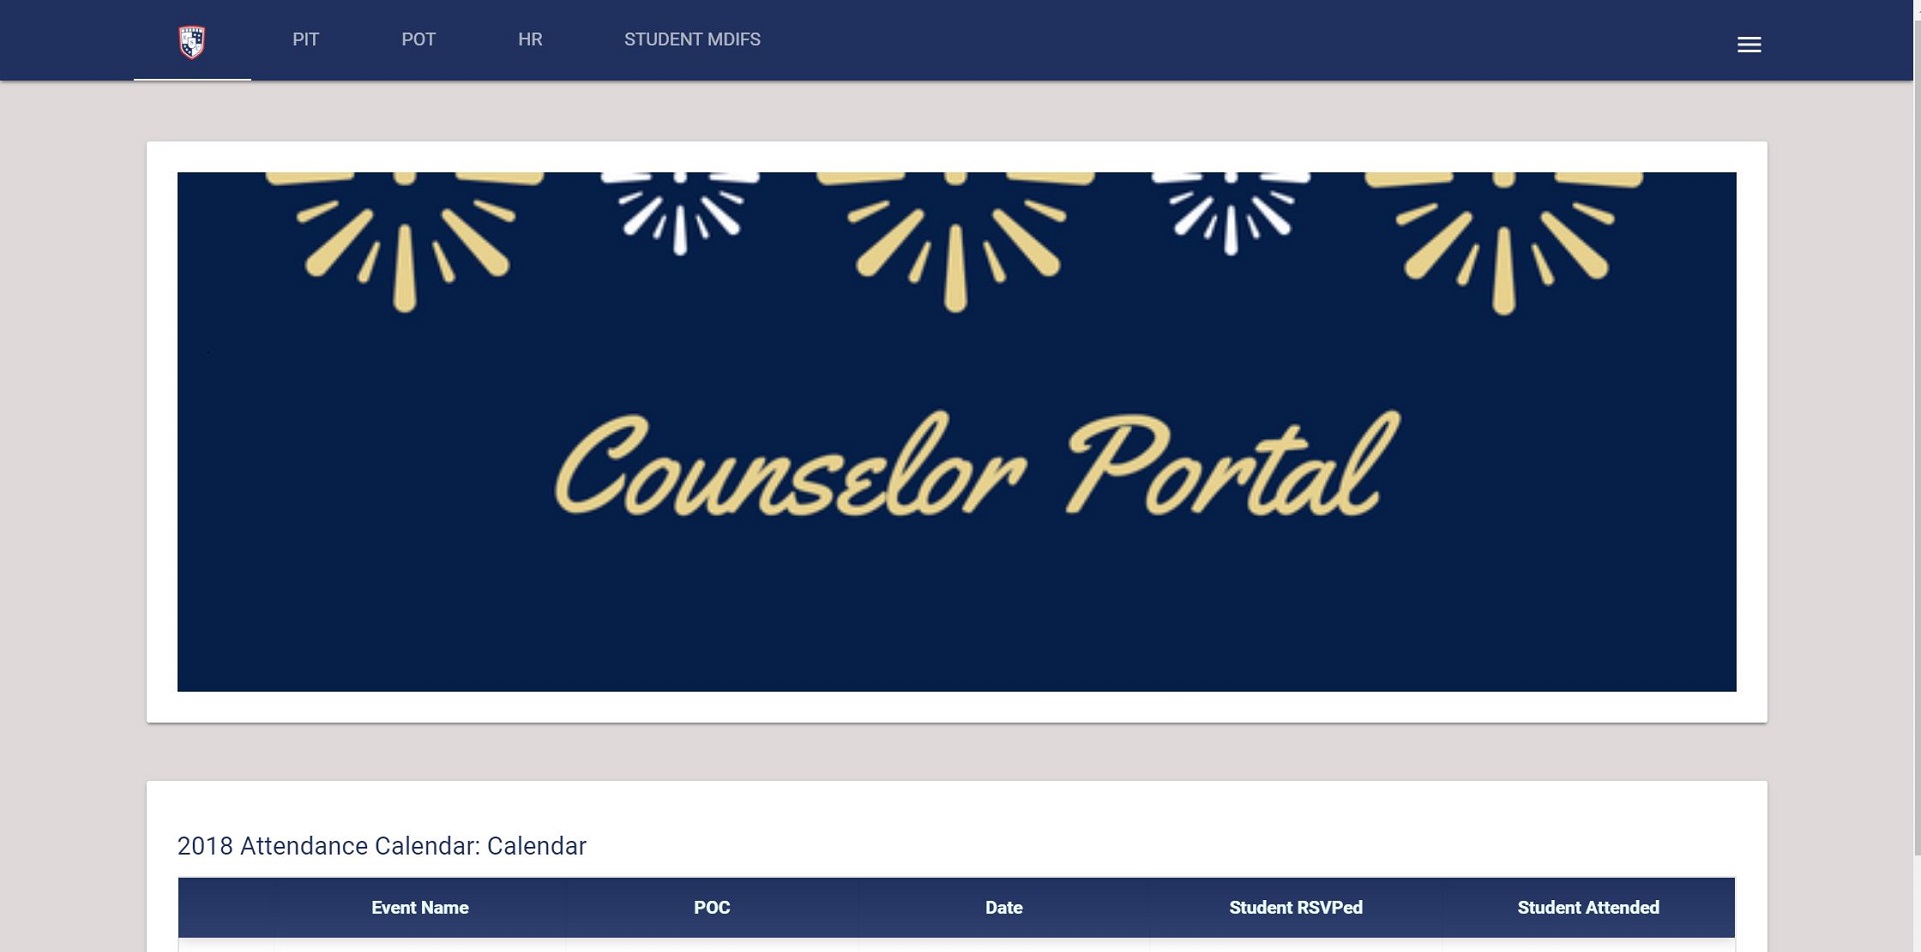 PIT POT HR STUDENT MDIFS
Counselor Portal
2018 Attendance Calendar: Calendar
Event Name POC Date Student RSVPed Student Attended